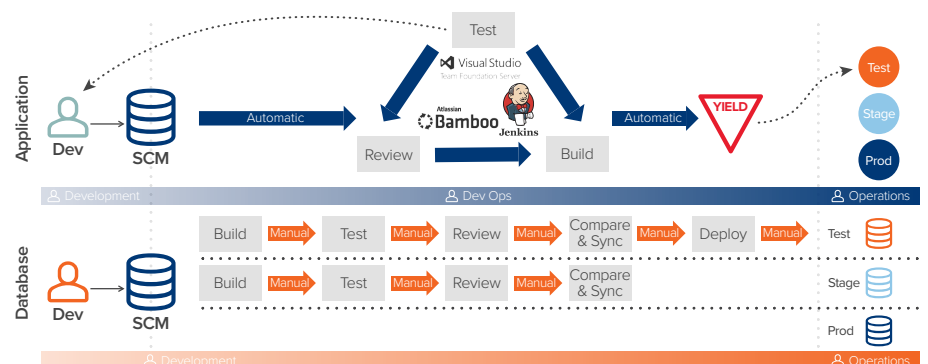 Test
Visual Studio
Team Foundation Server
Application
Test
Atlassian
Bamboo
Jenkins
YIELD
Stage
Automatic
Automatic
Dev
SCM
Review
Build
Prod
Development
Dev Ops
Operations
Database
Build
Manual
Test
Manual
Review
Manual
Compare
& Sync
Manual
Deploy
Manual
Test
Build
Manual
Test
Manual
Review
Manual
Compare
& Sync
Stage
Dev
SCM
Prod
Development
Operations